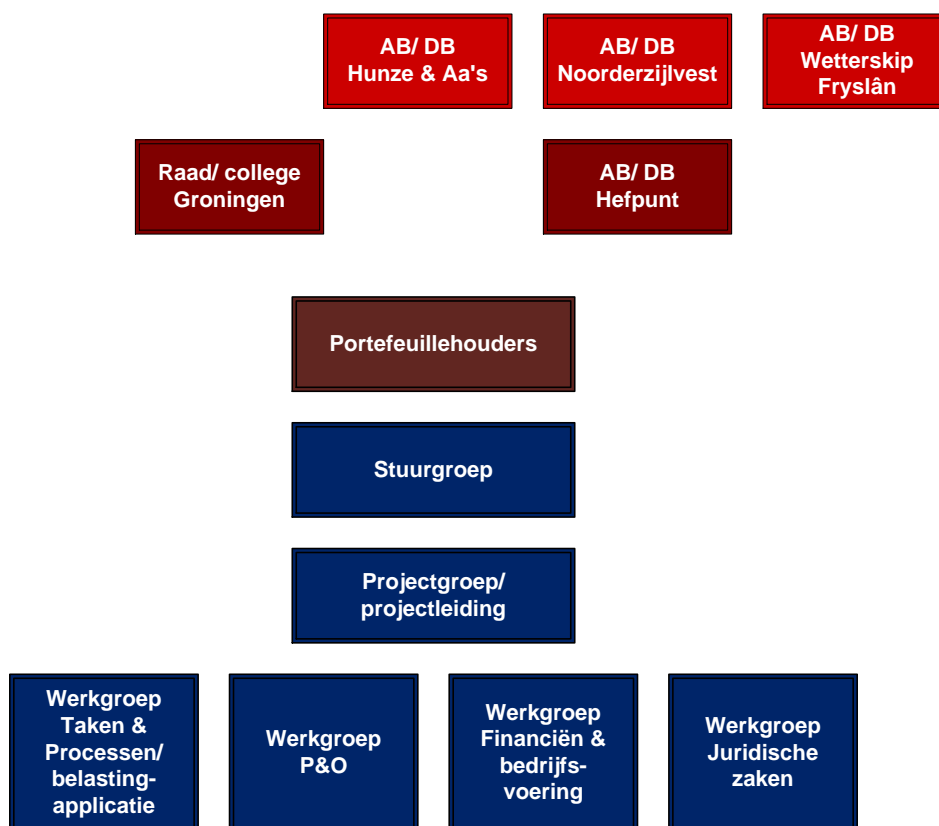 AB/ DB
Hunze & Aa's
AB/ DB
Noorderzijlvest
AB/ DB
Wetterskip
Fryslân
Raad/ college
Groningen
AB/ DB
Hefpunt
Portefeuillehouders
Stuurgroep
Projectgroep/
projectleiding
Werkgroep
Taken &
Processen/
belasting-
applicatie
Werkgroep
P&O
Werkgroep
Financiën &
bedrijfs-
voering
Werkgroep
Juridische
zaken